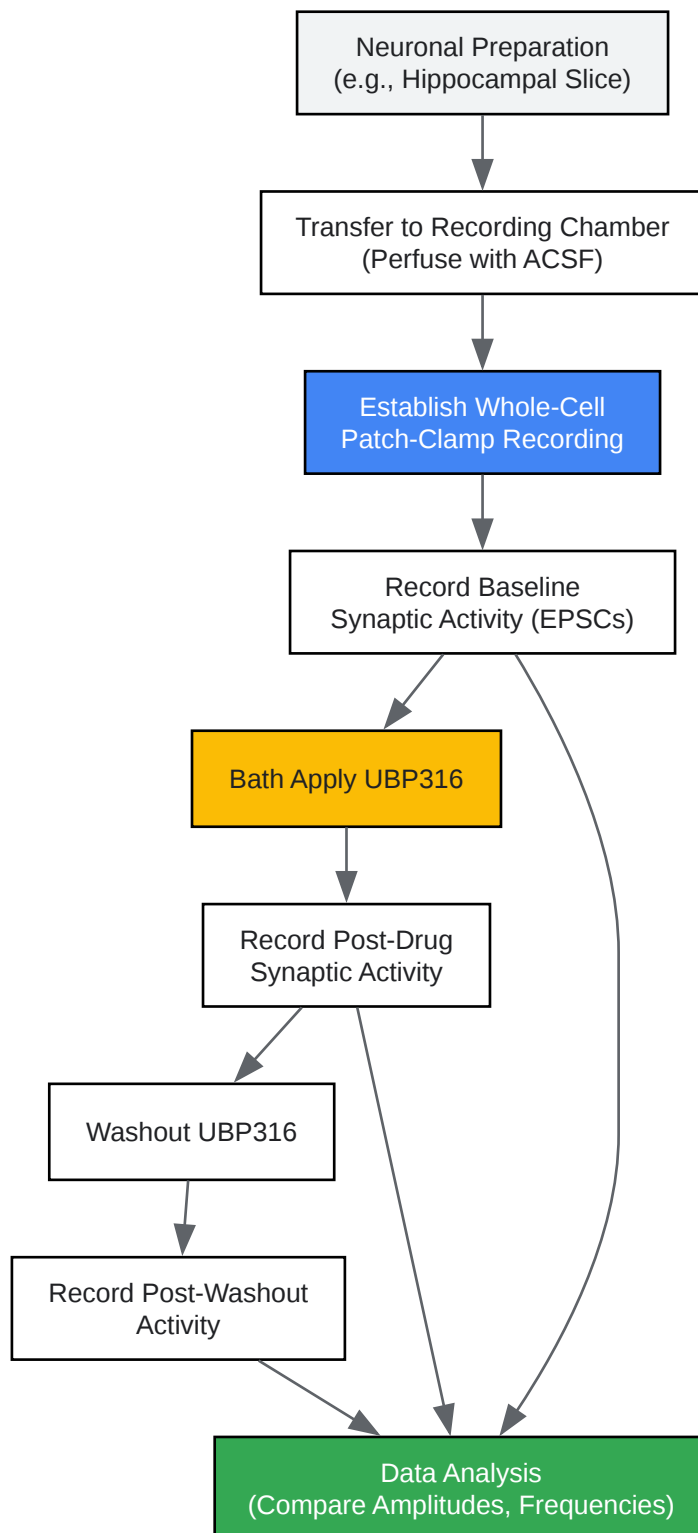 Neuronal Preparation
(e.g., Hippocampal Slice)
Transfer to Recording Chamber
(Perfuse with ACSF)
Establish Whole-Cell
Patch-Clamp Recording
Record Baseline
Synaptic Activity (EPSCs)
Bath Apply UBP316
Record Post-Drug
Synaptic Activity
Washout UBP316
Record Post-Washout
Activity
Data Analysis
(Compare Amplitudes, Frequencies)